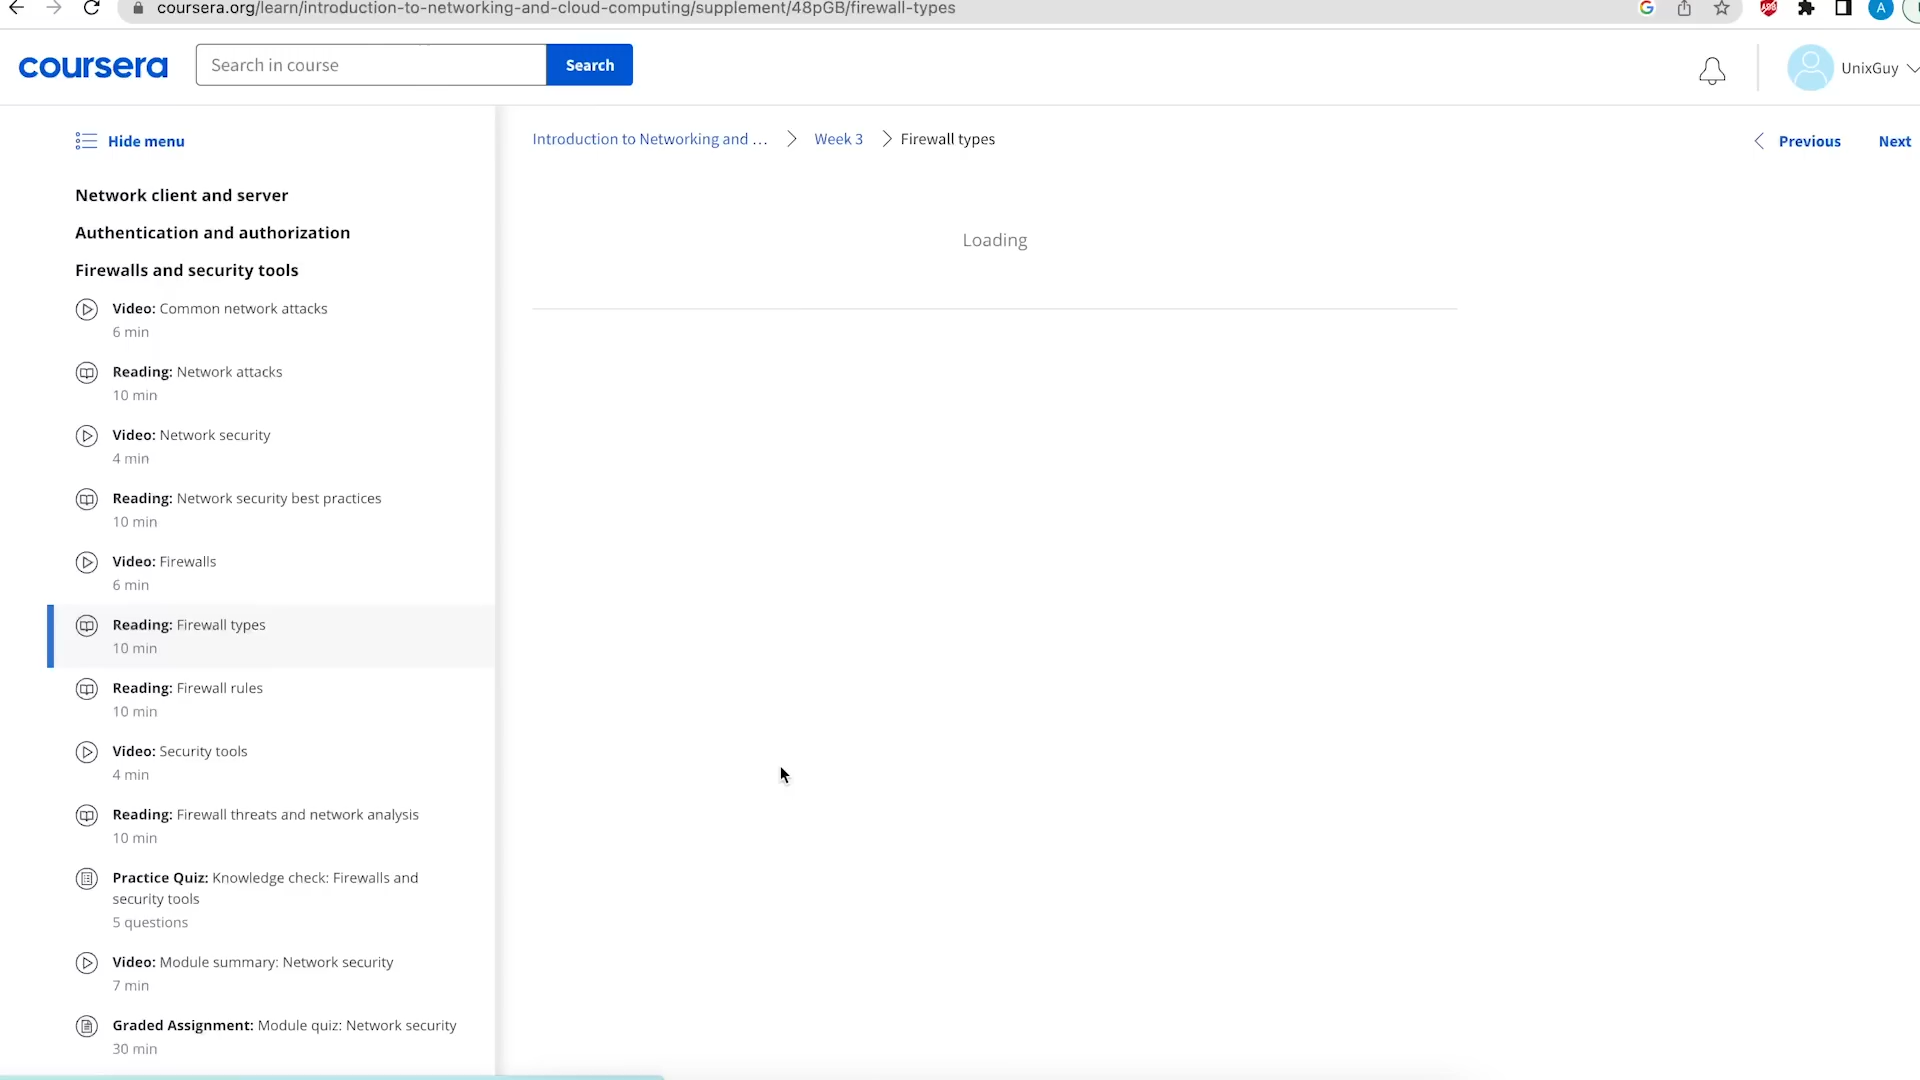 coursera.org/learn/introduction-to-networking-and-cloud-computing/supplement/48pGB/firewall-types
A
coursera
Search in course
Search
UnixGuy
Hide menu
Introduction to Networking and ...
Week 3
Firewall types
Previous
Next
Network client and server
Authentication and authorization
Firewalls and security tools
Video: Common network attacks
6 min
Reading: Network attacks
10 min
Video: Network security
4 min
Reading: Network security best practices
10 min
Video: Firewalls
6 min
Reading: Firewall types
10 min
Reading: Firewall rules
10 min
Video: Security tools
4 min
Reading: Firewall threats and network analysis
10 min
Practice Quiz: Knowledge check: Firewalls and
security tools
5 questions
Video: Module summary: Network security
7 min
Graded Assignment: Module quiz: Network security
30 min
Loading